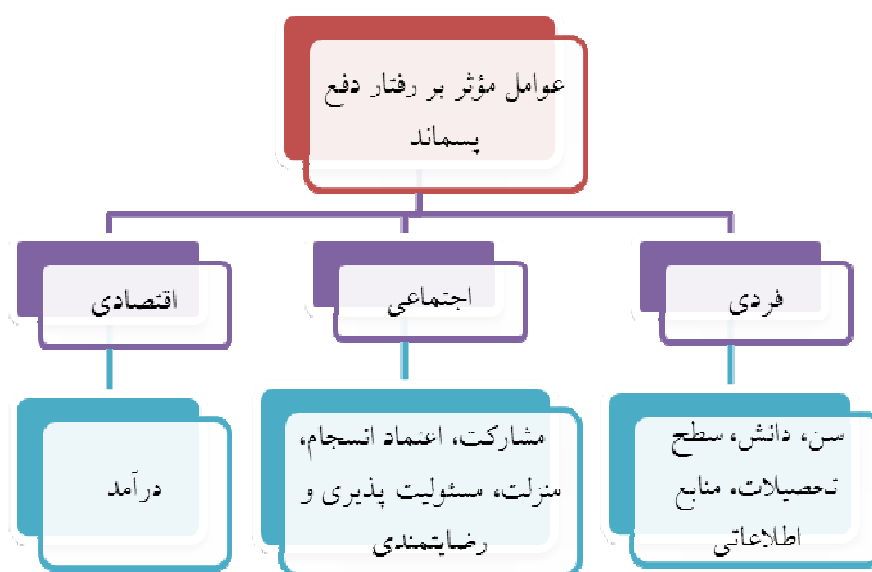 عوامل مؤثر بر رفتار دفع
پسماند
فردی
اجتماعی
اقتصادی
سن، دانش، سطح
تحصیلات، منابع
اطلاعاتی
مشارکت، اعتماد انسجام،
منزلت، مسئولیت پذیری و
رضایتمندی
درآمد